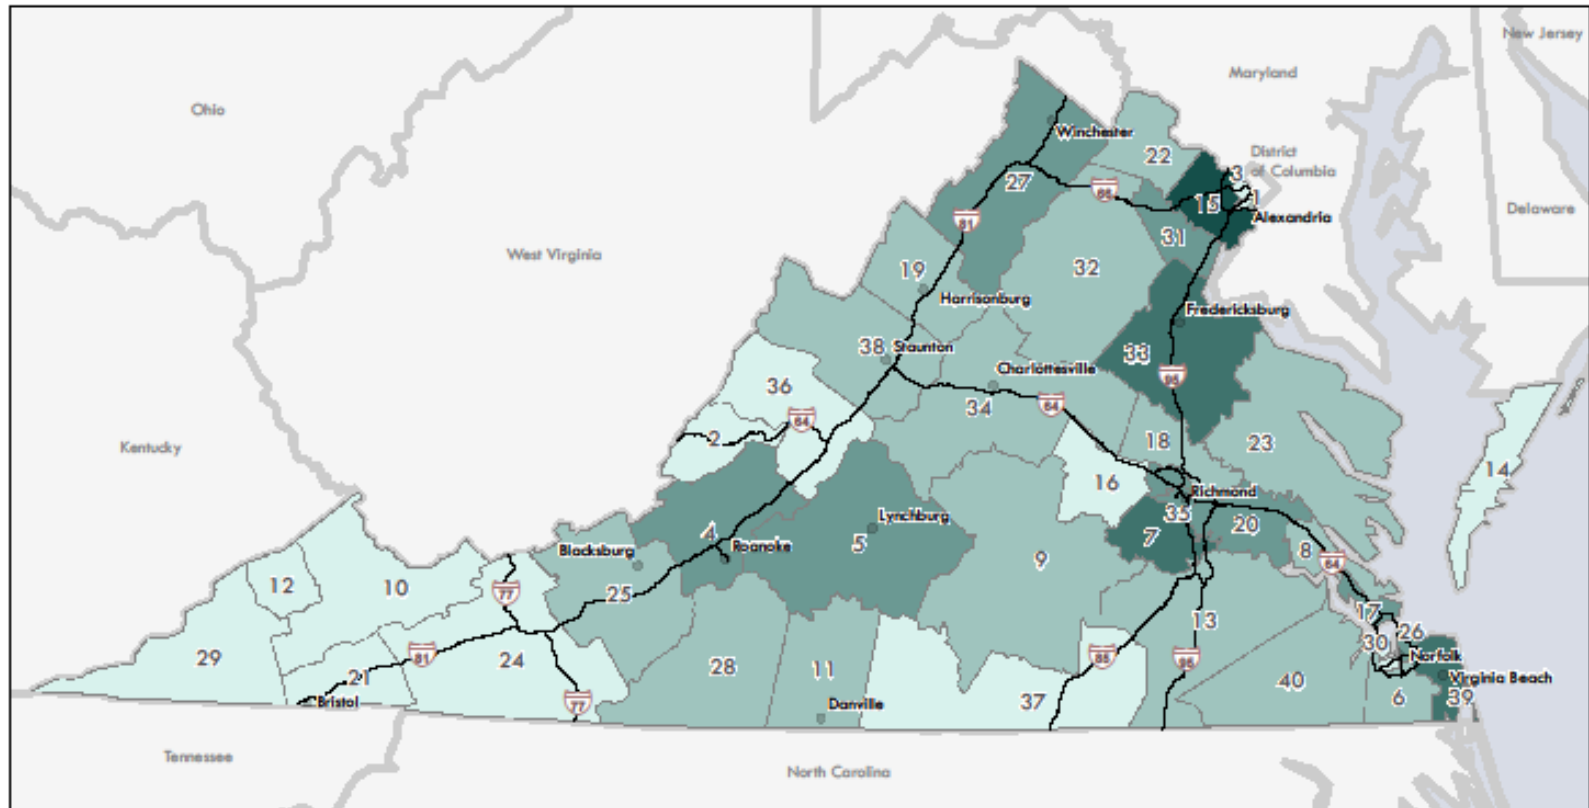 New Jersey
Maryland
Ohio
Winchester
22
District
of Columbia
3
27
66
15
1
Delaware
Alexandria
81
31
West Virginia
32
19
Harrisonburg
Fredericksburg
38
Staunton
33
Charlottesville
36
95
34
64
64
2
18
23
Kentucky
14
16
Richmond
Lynchburg
35
4
20
7
Blacksburg
Roanoke
5
8
9
64
12
10
77
25
17
13
26
30
Norfolk
29
81
24
85
95
28
11
Virginia Beach
21
40
6
39
Bristol
77
Danville
37
Tennessee
North Carolina